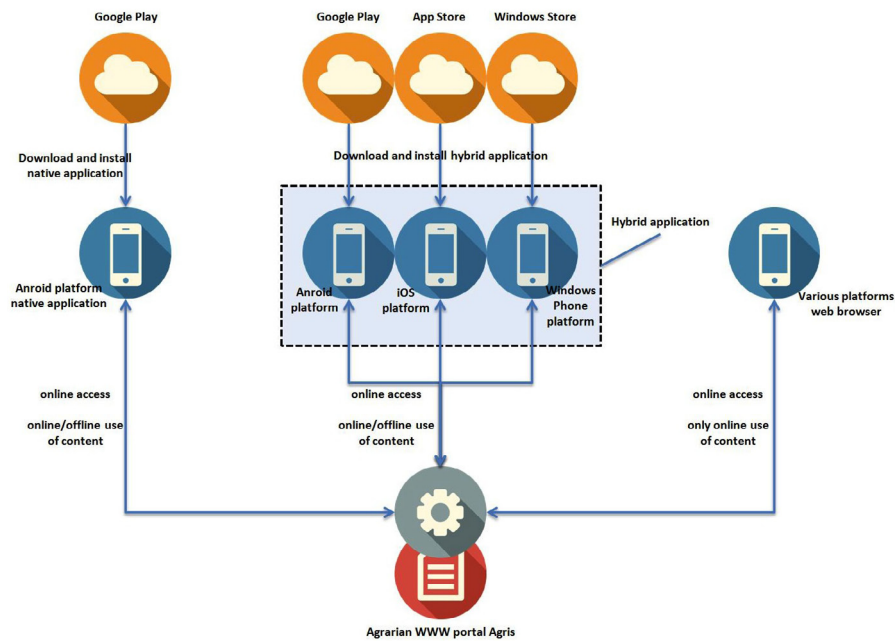 Google Play
Google Play
App Store
Windows Store
Download and install
native application
Download and install hybrid application
Hybrid application
Anroid platform
native application
Anroid
platform
iOS
platform
Windows
Phone
platform
Various platforms
web browser
online access
online/offline use
of content
online access
online/offline use
of content
online access
only online use
of content
Agrarian WWW portal Agris